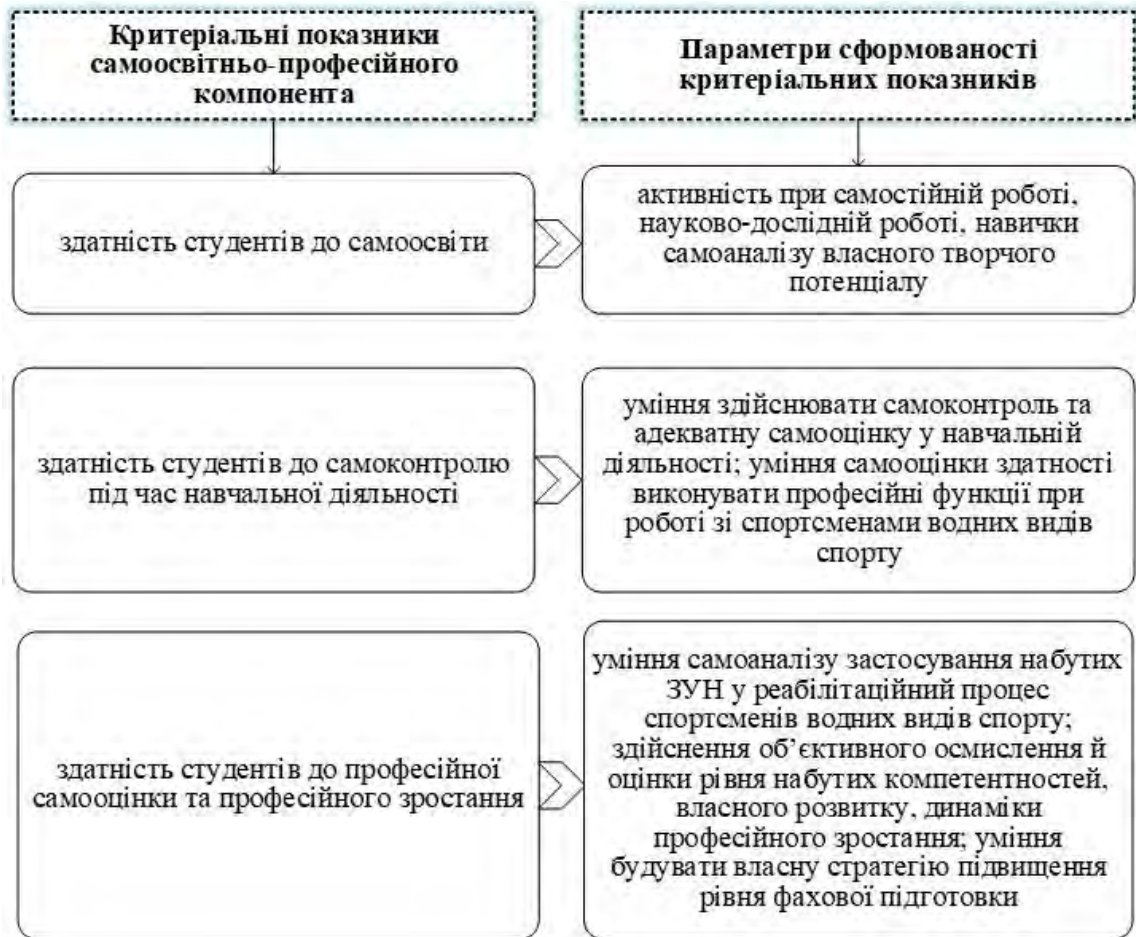 Критеріальні показники
самоосвітньо-професійного
компонента
Параметри сформованості
критеріальних показників
здатність студентів до самоосвіти
активність при самостійній роботі,
науково-дослідній роботі, навички
самоаналізу власного творчого
потенціалу
здатність студентів до самоконтролю
під час навчальної діяльності
уміння здійснювати самоконтроль та
адекватну самооцінку у навчальній
діяльності; уміння самооцінки здатності
виконувати професійні функції при
роботі зі спортсменами водних видів
спорту
здатність студентів до професійної
самооцінки та професійного зростання
уміння самоаналізу застосування набутих
ЗУН у реабілітаційний процес
спортсменів водних видів спорту;
здійснення об’єктивного осмислення й
оцінки рівня набутих компетентностей,
власного розвитку, динаміки
професійного зростання; уміння
будувати власну стратегію підвищення
рівня фахової підготовки